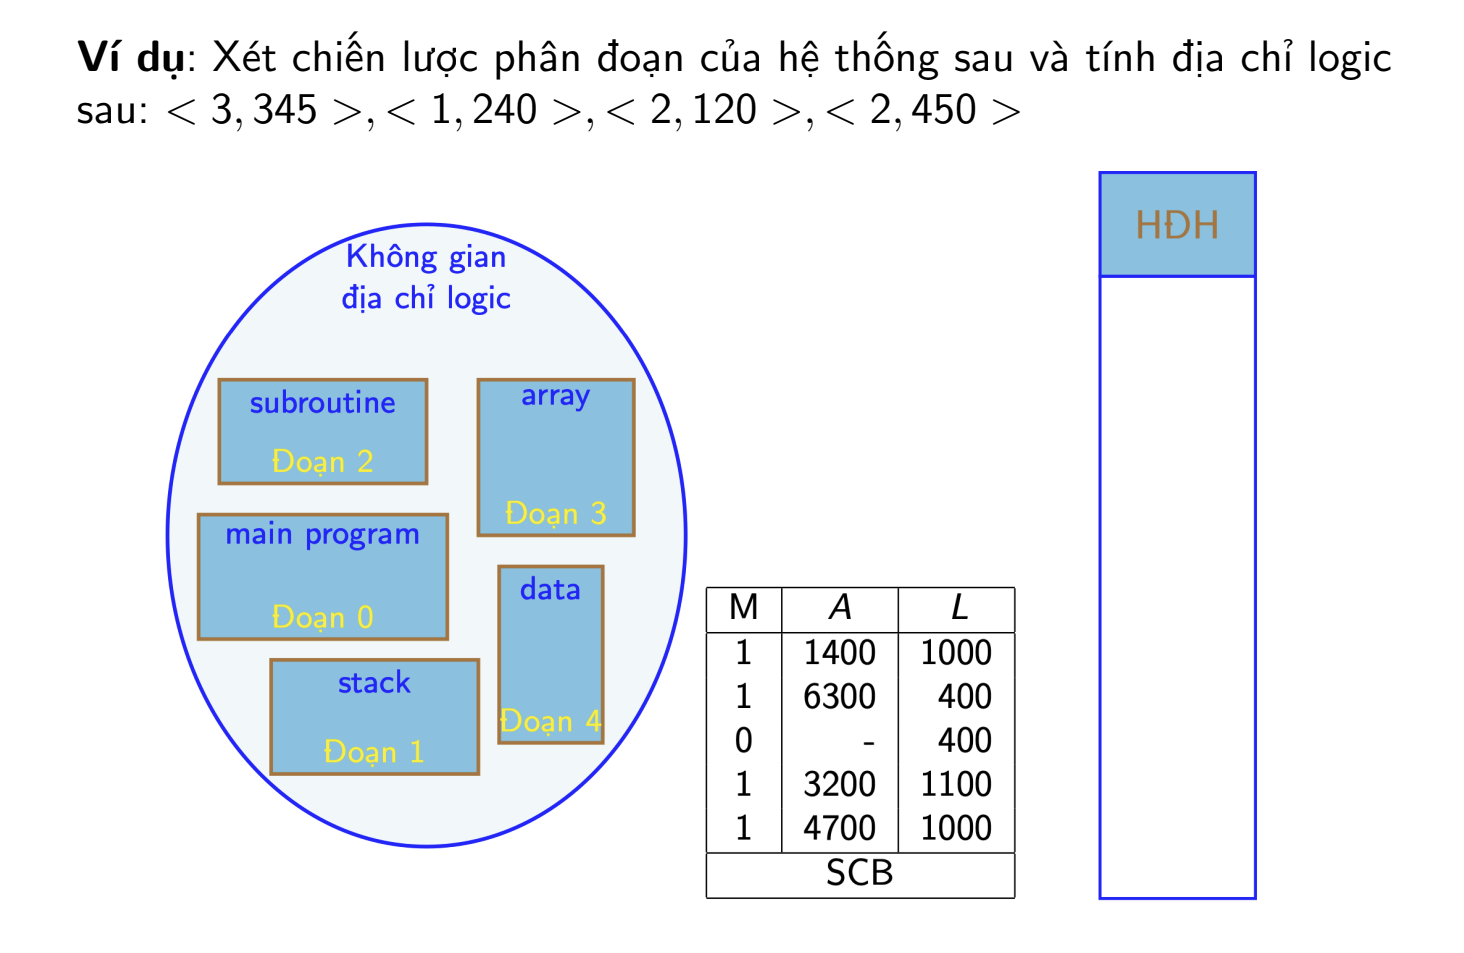 Ví dụ: Xét chiến lược phân đoạn của hệ thống sau và tính địa chỉ logic
sau: < 3, 345 >, < 1, 240 >, < 2, 120 >, < 2, 450 >
HĐH
Không gian
địa chỉ logic
subroutine
Đoạn 2
array
Đoạn 3
main program
Đoạn 0
data
Đoạn 4
stack
Đoạn 1
M A L
1 1400 1000
1 6300 400
0 - 400
1 3200 1100
1 4700 1000
SCB